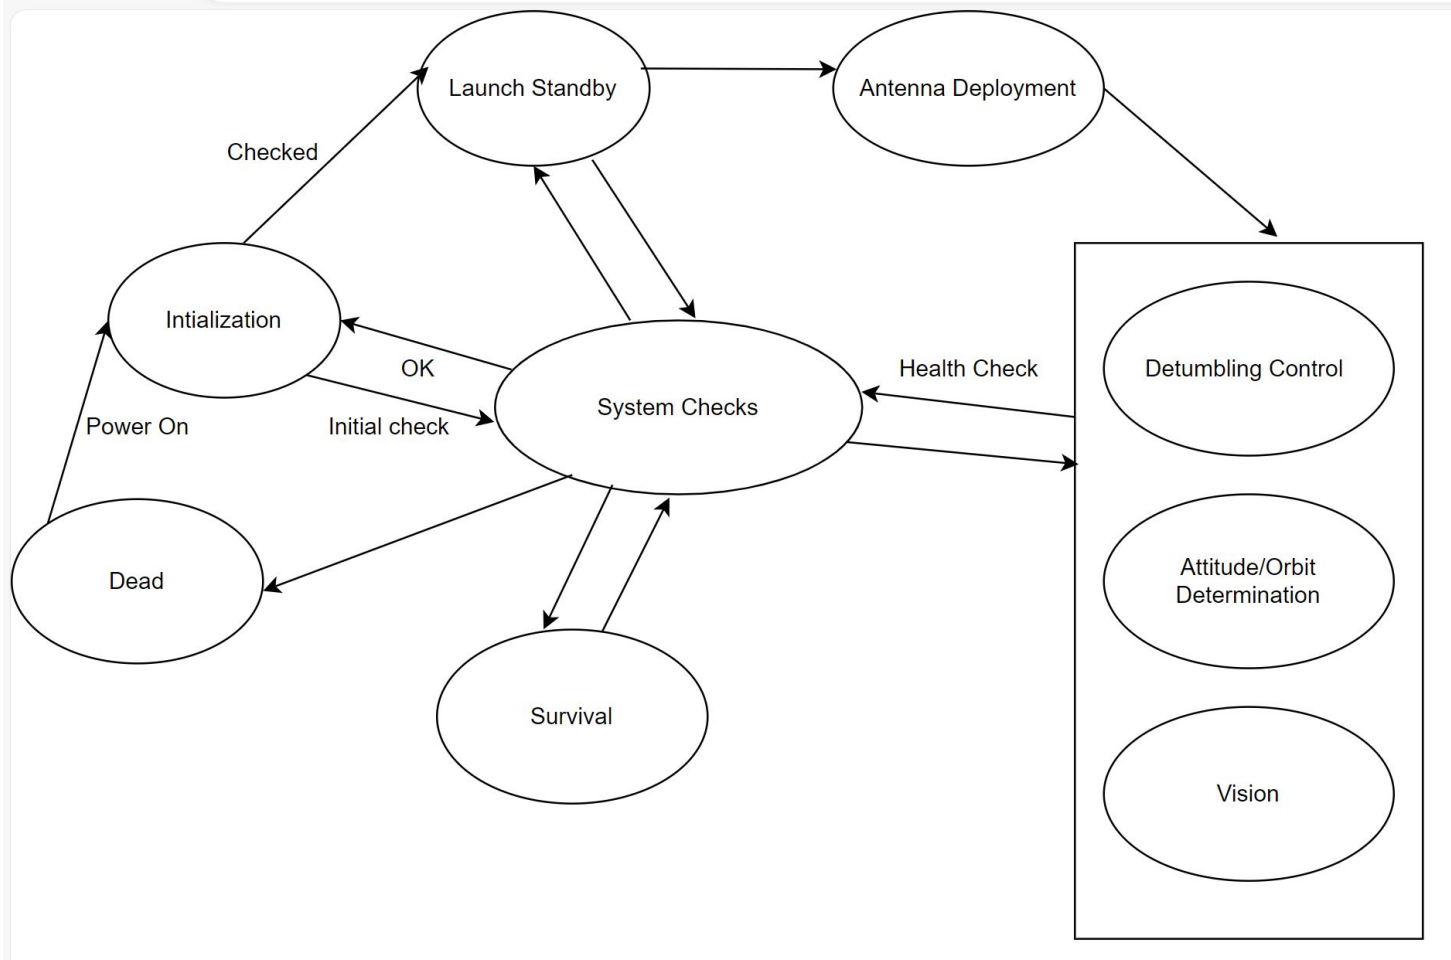 Launch Standby
Antenna Deployment
Checked
Intialization
OK
Initial check
Power On
System Checks
Health Check
Detumbling Control
Dead
Attitude/Orbit
Determination
Survival
Vision